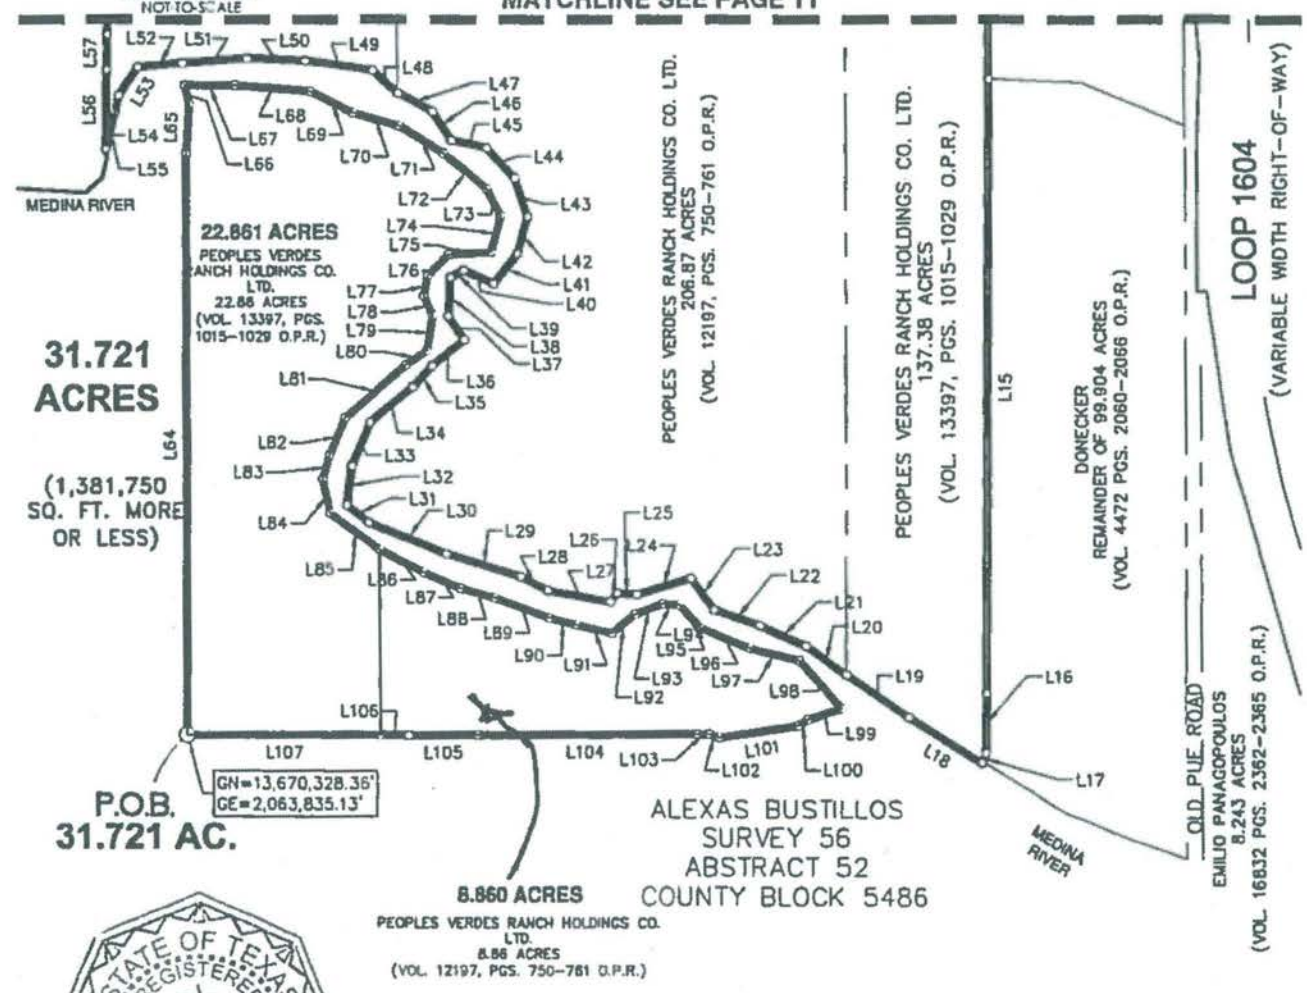 NOT-TO-SCALE
MATCHLINE SEE PAGE 11
L57
L52
L51
L50
L49
L48
L47
L46
L45
L44
L43
L42
L41
L40
L39
L38
L37
L36
L35
L34
L33
L32
L31
L30
L29
L28
L27
L26
L25
L24
L23
L22
L21
L20
L19
L18
L17
L16
L15
L53
L56
L54
L55
L65
L66
L67
L68
L69
L70
L71
L72
L73
L74
L75
L76
L77
L78
L79
L80
L81
L82
L83
L84
L85
L86
L87
L88
L89
L90
L91
L92
L93
L95
L96
L97
L98
L99
L100
L101
L102
L103
L104
L105
L106
L107
L64
MEDINA RIVER
22.861 ACRES
PEOPLES VERDES
RANCH HOLDINGS CO.
LTD.
22.86 ACRES
(VOL. 13397, PGS.
1015-1029 O.P.R.)
31.721
ACRES
(1,381,750
SQ. FT. MORE
OR LESS)
PEOPLES VERDES RANCH HOLDINGS CO. LTD.
206.87 ACRES
(VOL. 12197, PGS. 750-761 O.P.R.)
PEOPLES VERDES RANCH HOLDINGS CO. LTD.
137.38 ACRES
(VOL. 13397, PGS. 1015-1029 O.P.R.)
DONECKER
REMAINDER OF 99.904 ACRES
(VOL. 4472 PGS. 2060-2066 O.P.R.)
LOOP 1604
(VARIABLE WIDTH RIGHT-OF-WAY)
OLD PUE ROAD
EMILIO PANAGOPOULOS
8.243 ACRES
(VOL. 16832 PGS. 2362-2365 O.P.R.)
MEDINA
RIVER
GN=13,670,328.36'
GE=2,063,835.13'
P.O.B.
31.721 AC.
ALEXAS BUSTILLOS
SURVEY 56
ABSTRACT 52
COUNTY BLOCK 5486
8.860 ACRES
PEOPLES VERDES RANCH HOLDINGS CO.
LTD.
8.86 ACRES
(VOL. 12197, PGS. 750-761 O.P.R.)
STATE OF TEXAS
REGISTERED